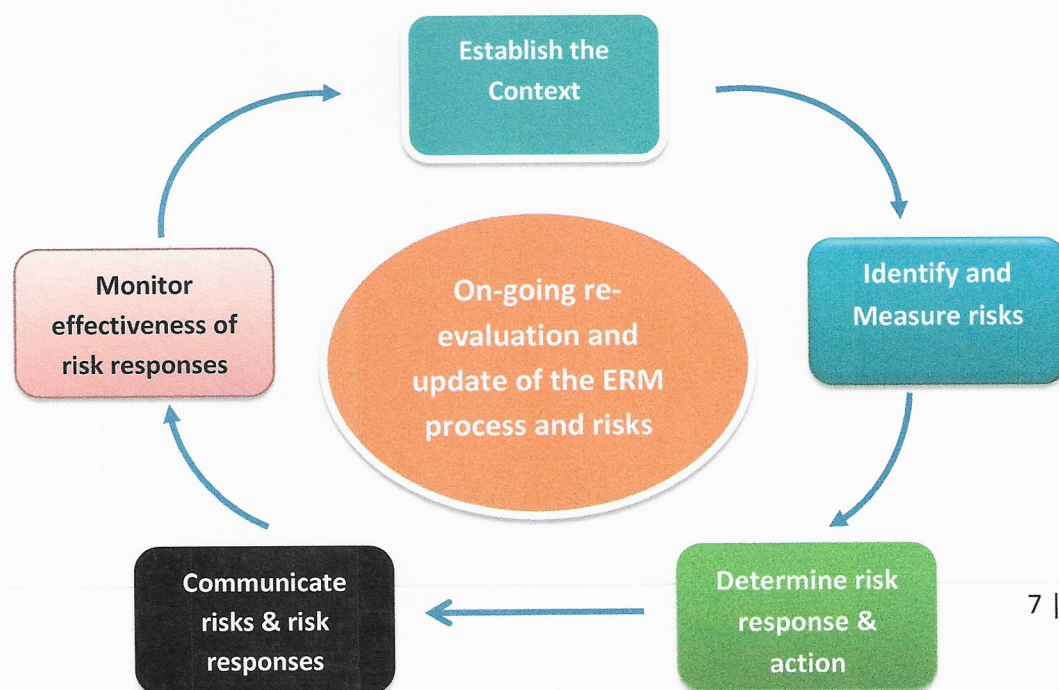 Establish the
Context
Identify and
Measure risks
Determine risk
response &
action
Communicate
risks & risk
responses
Monitor
effectiveness of
risk responses
On-going re-
evaluation and
update of the ERM
process and risks
7 |